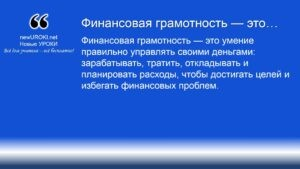 Финансовая грамотность — это…
newUROKI.net
Новые УРОКИ
Всё для учителя - всё бесплатно!
Финансовая грамотность — это умение
правильно управлять своими деньгами:
зарабатывать, тратить, откладывать и
планировать расходы, чтобы достигать целей и
избегать финансовых проблем.